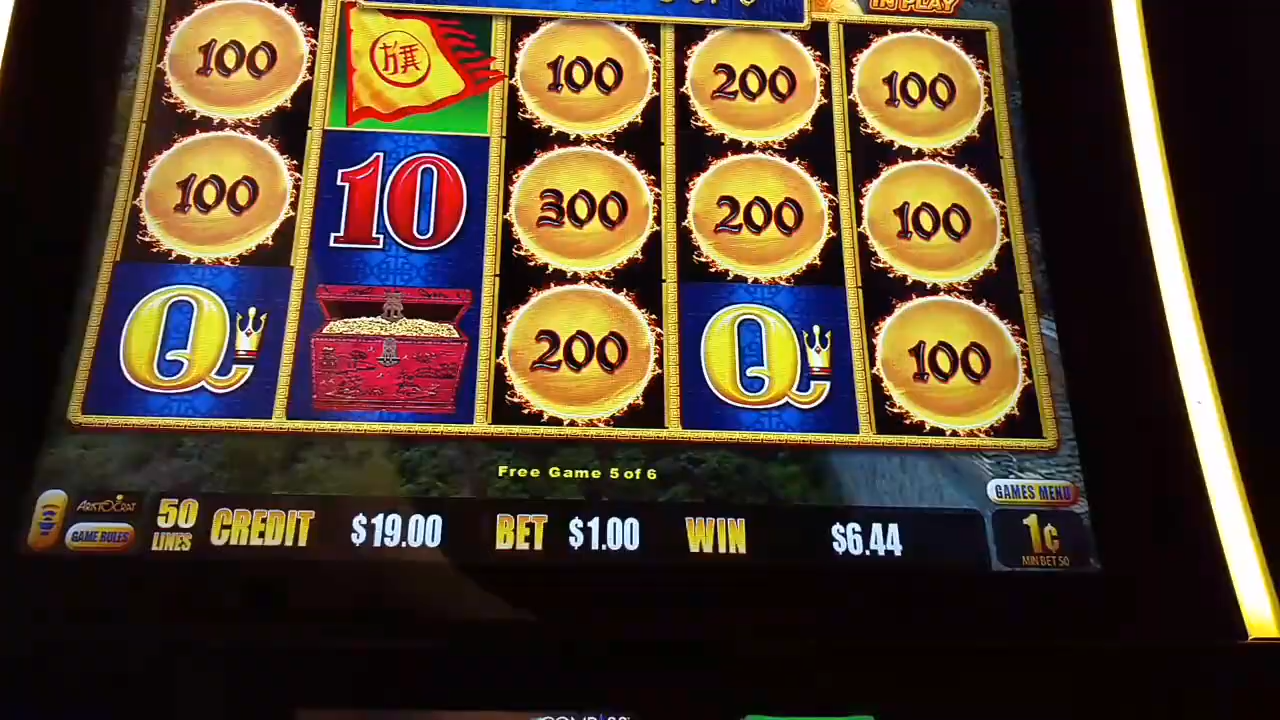 IN PLAY
100 旗 100 200 100
100 10 300 200 100
Q 200 Q 100
Free Game 5 of 6
GAMES MENU
ARISTOCRAT
GAME RULES
50 LINES CREDIT $19.00 BET $1.00 WIN $6.44
1¢
MIN BET 50